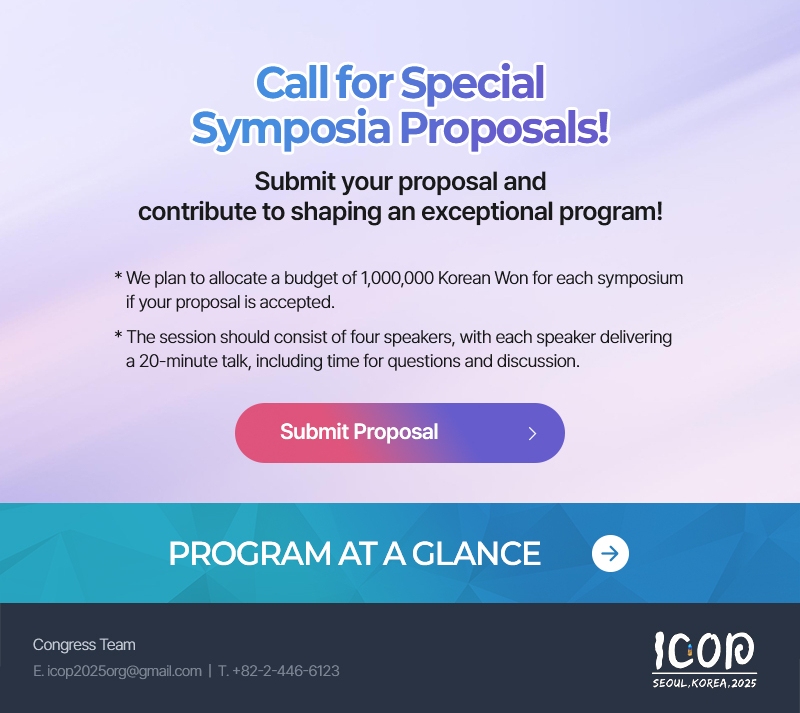 Call for Special
Symposia Proposals!
Submit your proposal and
contribute to shaping an exceptional program!
* We plan to allocate a budget of 1,000,000 Korean Won for each symposium
if your proposal is accepted.
* The session should consist of four speakers, with each speaker delivering
a 20-minute talk, including time for questions and discussion.
Submit Proposal
PROGRAM AT A GLANCE
Congress Team
E. icop2025org@gmail.com | T. +82-2-446-6123
ICOP
SEOUL, KOREA, 2025